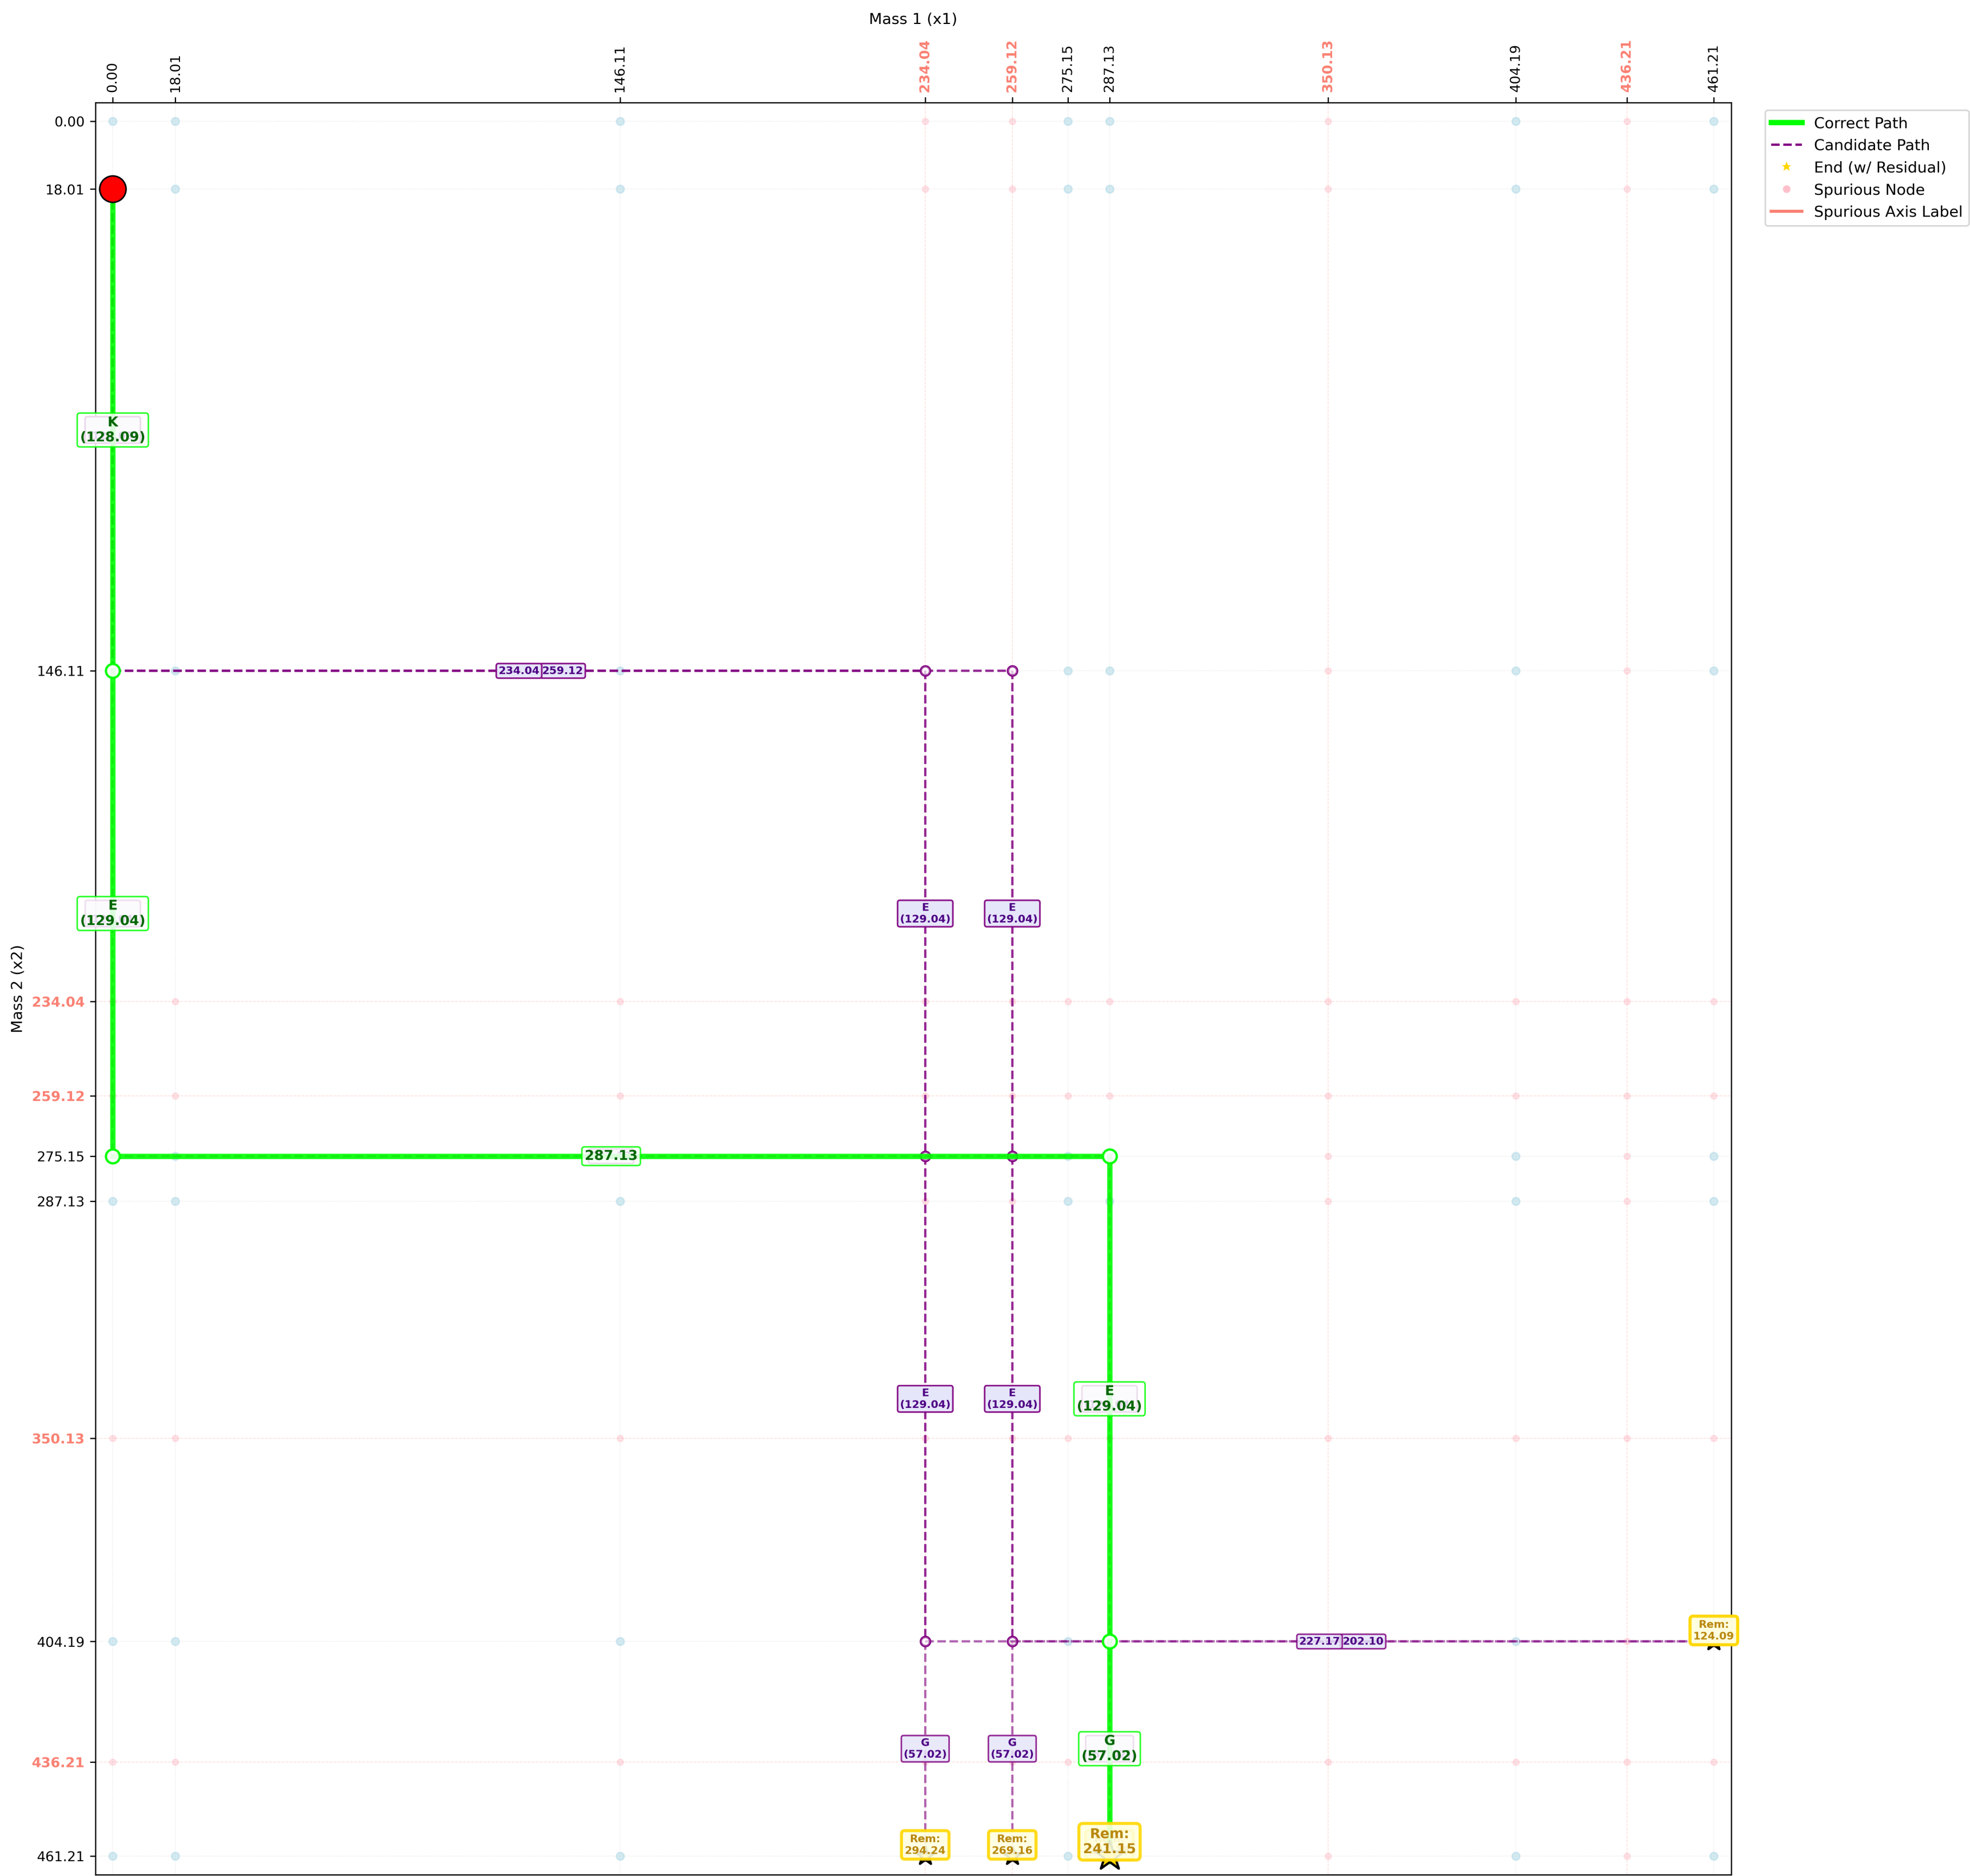 Mass 1 (x1)
0.00
18.01
146.11
234.04
259.12
275.15
287.13
350.13
404.19
436.21
461.21
Correct Path
Candidate Path
End (w/ Residual)
Spurious Node
Spurious Axis Label
Mass 2 (x2)
0.00
18.01
146.11
234.04
259.12
275.15
287.13
350.13
404.19
436.21
461.21
K
(128.09)
234.04
259.12
E
(129.04)
E
(129.04)
E
(129.04)
287.13
E
(129.04)
E
(129.04)
E
(129.04)
227.17
202.10
Rem:
124.09
G
(57.02)
G
(57.02)
G
(57.02)
Rem:
294.24
Rem:
269.16
Rem:
241.15